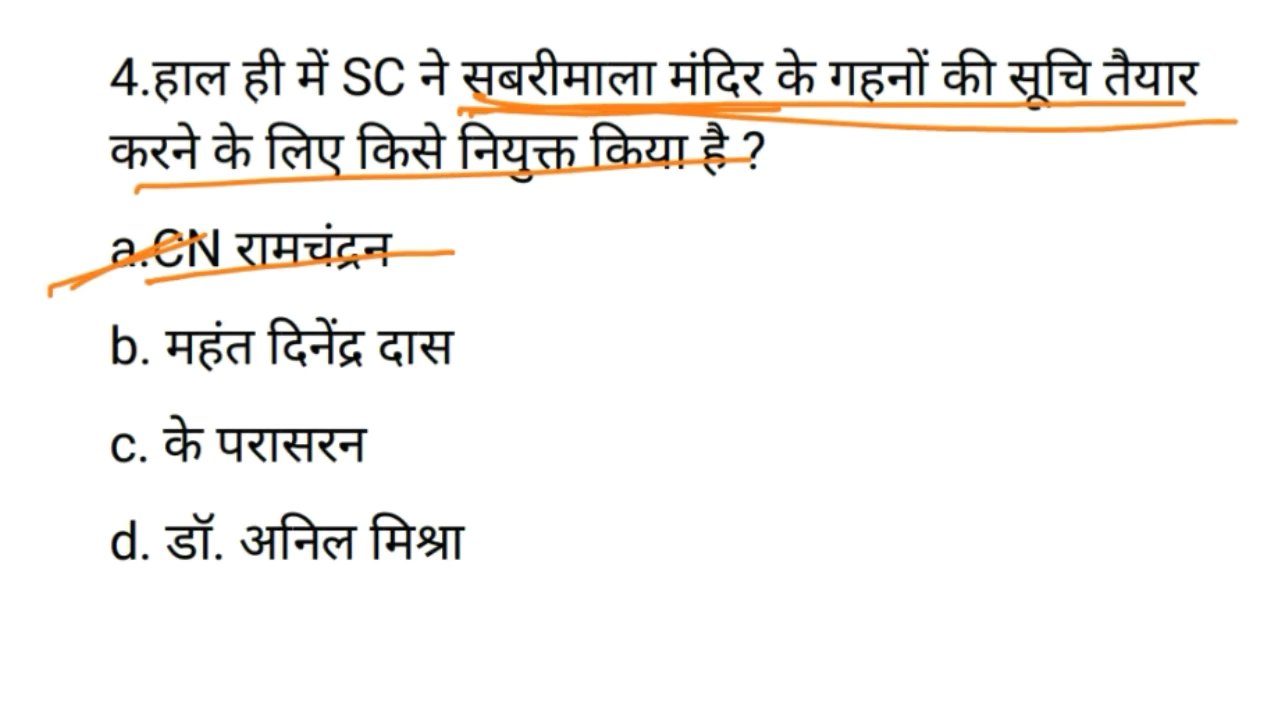 4.हाल ही में SC ने सबरीमाला मंदिर के गहनों की सूचि तैयार
करने के लिए किसे नियुक्त किया है ?
a.CN रामचंद्रन
b. महंत दिनेंद्र दास
c. के परासरन
d. डॉ. अनिल मिश्रा